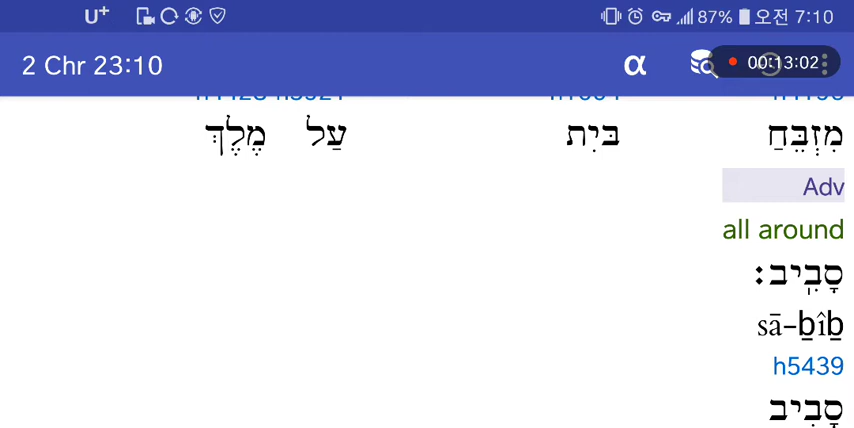 U+ 87% 오전 7:10
2 Chr 23:10 α 00:13:02
מִזְבֵּחַ בּיִת עַל מֶלֶךְ
Adv
all around
סָבִֽיב׃
sā-ḇîḇ
h5439
סָבִיב